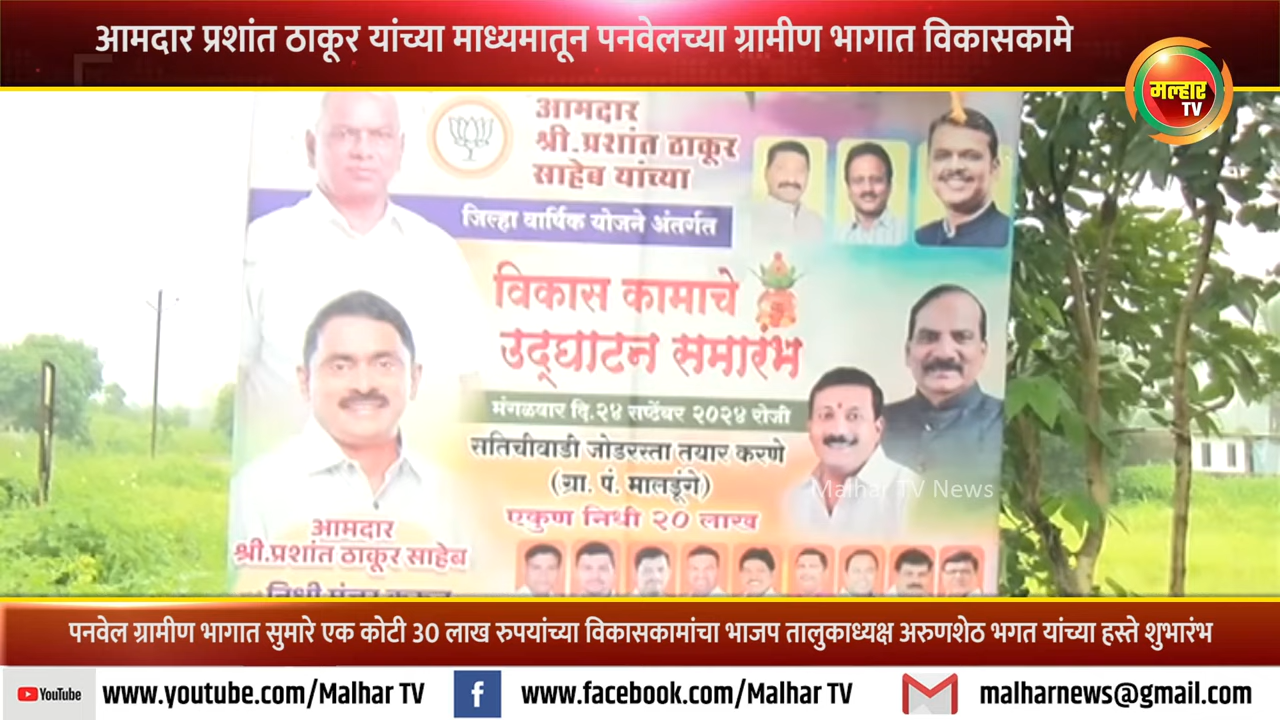 आमदार प्रशांत ठाकूर यांच्या माध्यमातून पनवेलच्या ग्रामीण भागात विकासकामे
मल्हार
TV
आमदार
श्री.प्रशांत ठाकूर
साहेब यांच्या
जिल्हा वार्षिक योजने अंतर्गत
विकास कामाचे
उद्घाटन समारंभ
मंगळवार दि.२४ सप्टेंबर २०२४ रोजी
सतिचीवाडी जोडरस्ता तयार करणे
(ग्रा. पं. मालडूंगे)
एकुण निधी २० लाख
Malhar TV News
आमदार
श्री.प्रशांत ठाकूर साहेब
पनवेल ग्रामीण भागात सुमारे एक कोटी 30 लाख रुपयांच्या विकासकामांचा भाजप तालुकाध्यक्ष अरुणशेठ भगत यांच्या हस्ते शुभारंभ
YouTube www.youtube.com/Malhar TV f www.facebook.com/Malhar TV malharnews@gmail.com